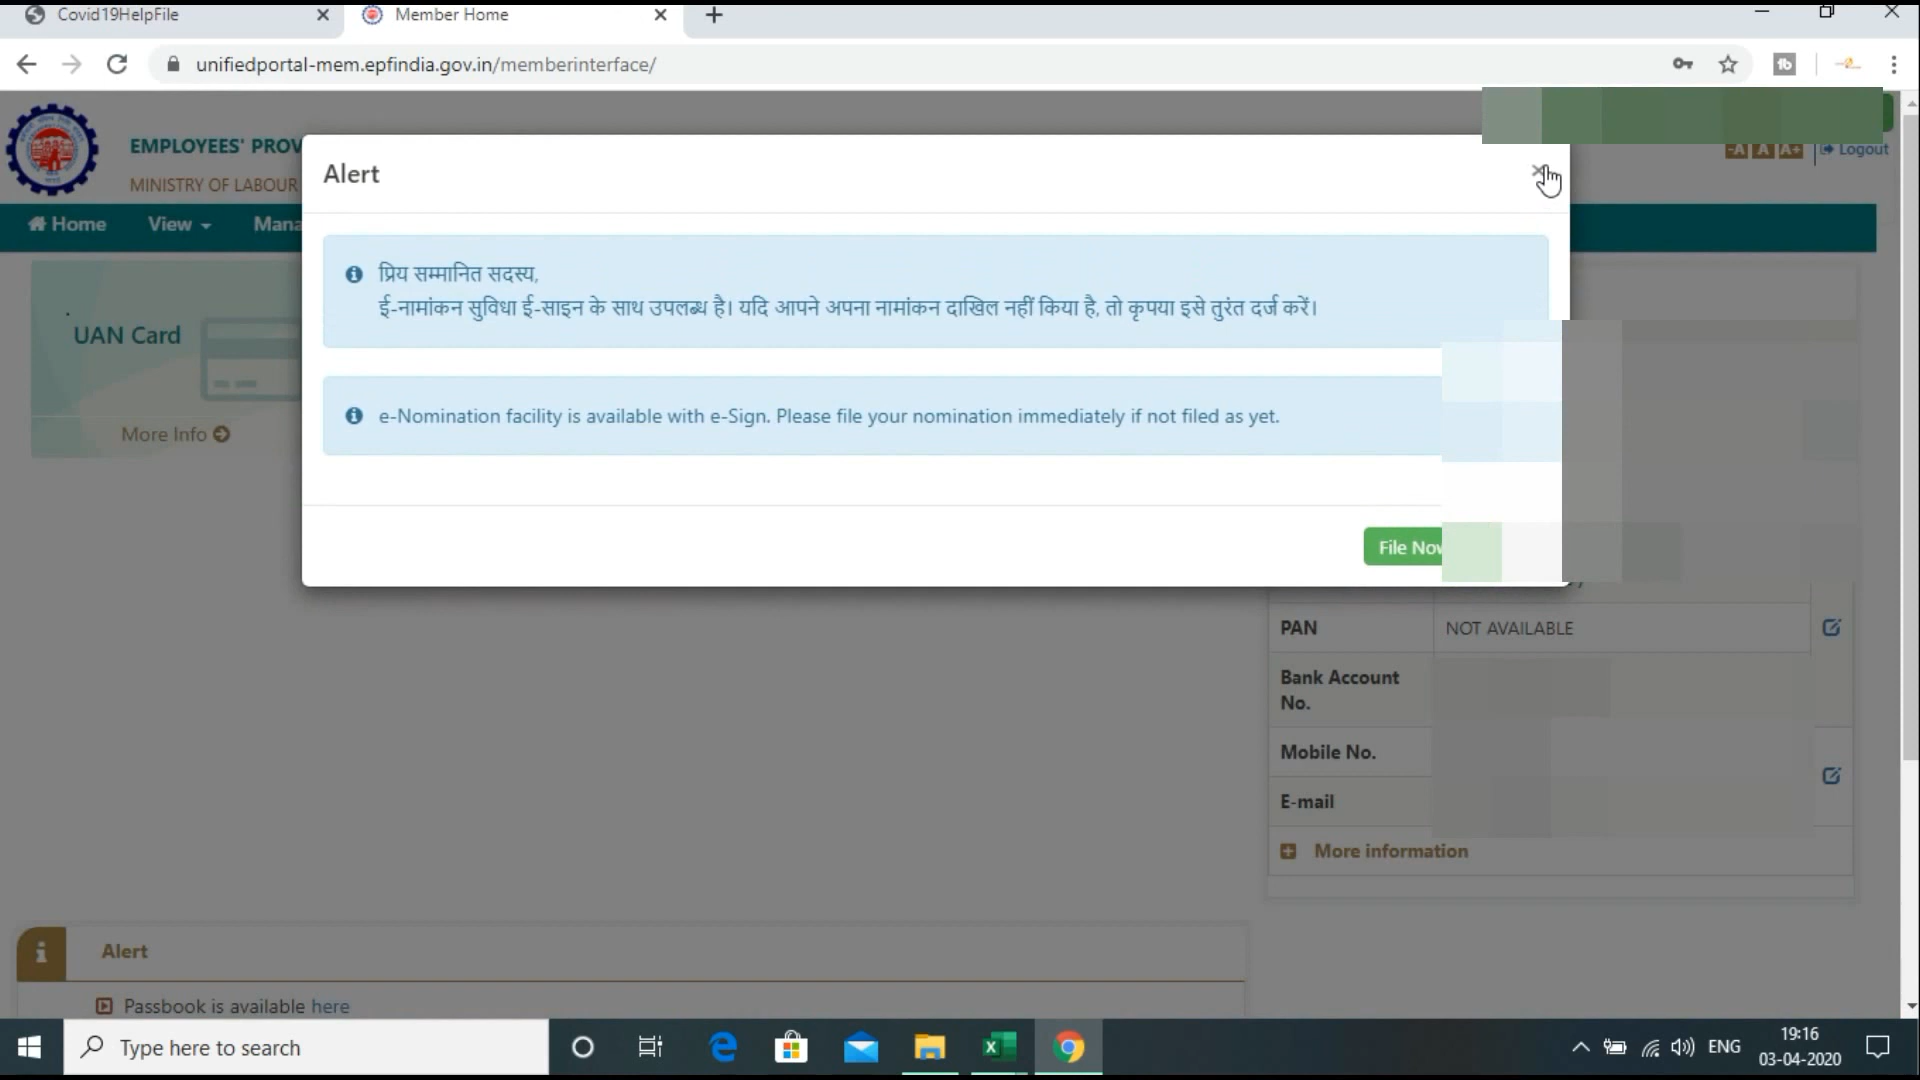 Covid19HelpFile
Member Home
unifiedportal-mem.epfindia.gov.in/memberinterface/
EMPLOYEES' PROV
MINISTRY OF LABOUR
-A A A+ Logout
Home View Mana
Alert
प्रिय सम्मानित सदस्य,
ई-नामांकन सुविधा ई-साइन के साथ उपलब्ध है। यदि आपने अपना नामांकन दाखिल नहीं किया है, तो कृपया इसे तुरंत दर्ज करें।
UAN Card
e-Nomination facility is available with e-Sign. Please file your nomination immediately if not filed as yet.
More Info
File Now
PAN NOT AVAILABLE
Bank Account
No.
Mobile No.
E-mail
More information
Alert
Passbook is available here
Type here to search
ENG
19:16
03-04-2020